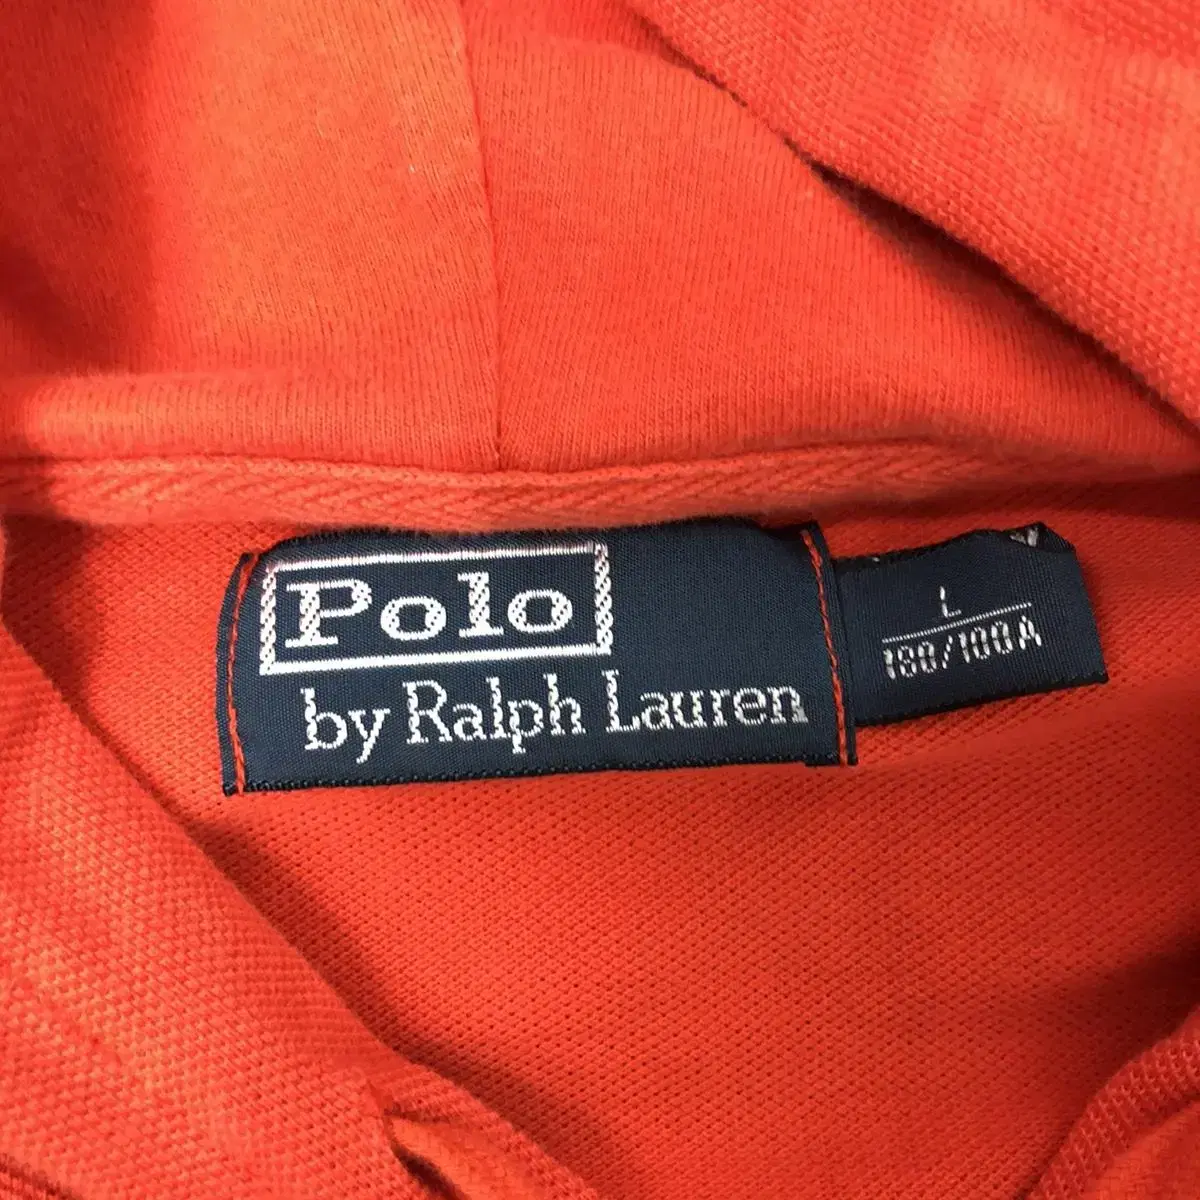 Polo
by Ralph Lauren
L
180/100A